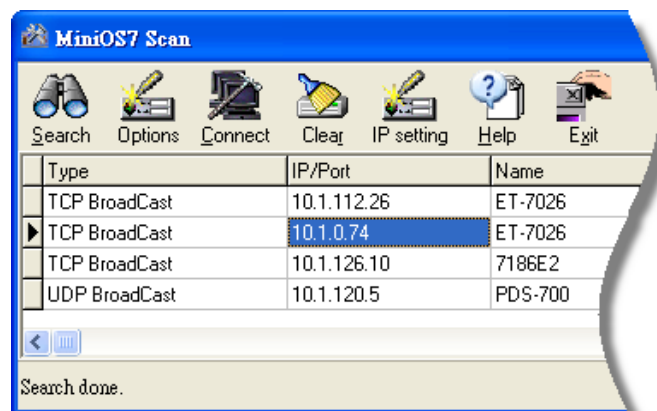 MiniOS7 Scan
Search Options Connect Clear IP setting Help Exit
Type IP/Port Name
TCP BroadCast 10.1.112.26 ET-7026
TCP BroadCast 10.1.0.74 ET-7026
TCP BroadCast 10.1.126.10 7186E2
UDP BroadCast 10.1.120.5 PDS-700
Search done.